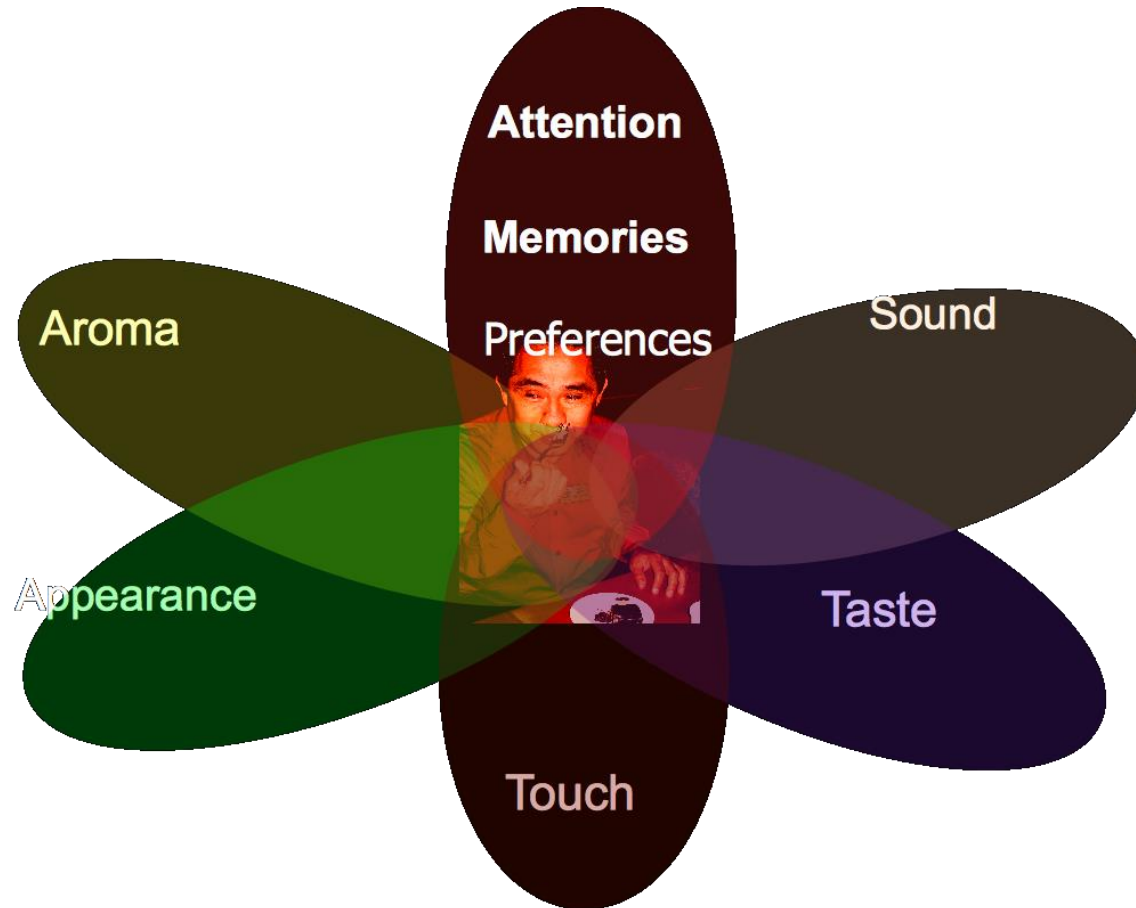 Attention
Memories
Preferences
Aroma
Sound
Appearance
Taste
Touch